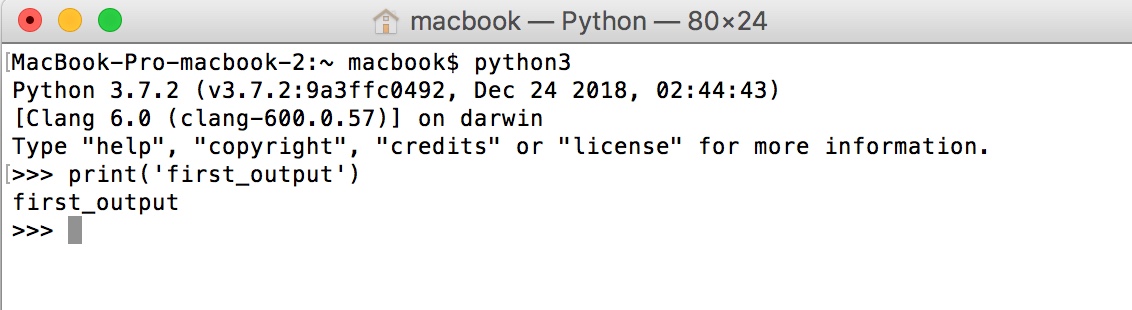 macbook — Python — 80×24
MacBook-Pro-macbook-2:~ macbook$ python3
Python 3.7.2 (v3.7.2:9a3ffc0492, Dec 24 2018, 02:44:43)
[Clang 6.0 (clang-600.0.57)] on darwin
Type "help", "copyright", "credits" or "license" for more information.
>>> print('first_output')
first_output
>>>